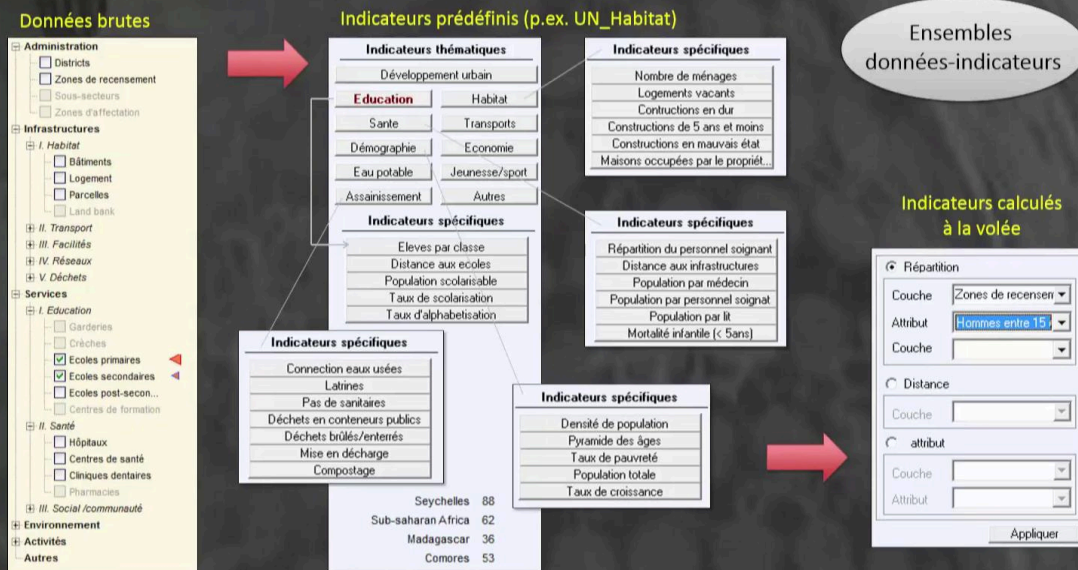 Données brutes
Administration
Districts
Zones de recensement
Sous-secteurs
Zones d'affectation
Infrastructures
I. Habitat
Bâtiments
Logement
Parcelles
Land bank
II. Transport
III. Facilités
IV. Réseaux
V. Déchets
Services
I. Education
Garderies
Crèches
Ecoles primaires
Ecoles secondaires
Ecoles post-secon...
Centres de formation
II. Santé
Hôpitaux
Centres de santé
Cliniques dentaires
Pharmacies
III. Social /communauté
Environnement
Activités
Autres
Indicateurs prédéfinis (p.ex. UN_Habitat)
Indicateurs thématiques
Développement urbain
Education Habitat
Sante Transports
Démographie Economie
Eau potable Jeunesse/sport
Assainissement Autres
Indicateurs spécifiques
Eleves par classe
Distance aux ecoles
Population scolarisable
Taux de scolarisation
Taux d'alphabetisation
Indicateurs spécifiques
Connection eaux usées
Latrines
Pas de sanitaires
Déchets en conteneurs publics
Déchets brûlés/enterrés
Mise en décharge
Compostage
Seychelles 88
Sub-saharan Africa 62
Madagascar 36
Comores 53
Indicateurs spécifiques
Nombre de ménages
Logements vacants
Contructions en dur
Constructions de 5 ans et moins
Constructions en mauvais état
Maisons occupées par le propriét...
Indicateurs spécifiques
Répartition du personnel soignant
Distance aux infrastructures
Population par médecin
Population par personnel soignat
Population par lit
Mortalité infantile (< 5ans)
Indicateurs spécifiques
Densité de population
Pyramide des âges
Taux de pauvreté
Population totale
Taux de croissance
Ensembles
données-indicateurs
Indicateurs calculés
à la volée
Répartition
Couche Zones de recensen
Attribut Hommes entre 15
Couche
Distance
Couche
attribut
Couche
Attribut
Appliquer